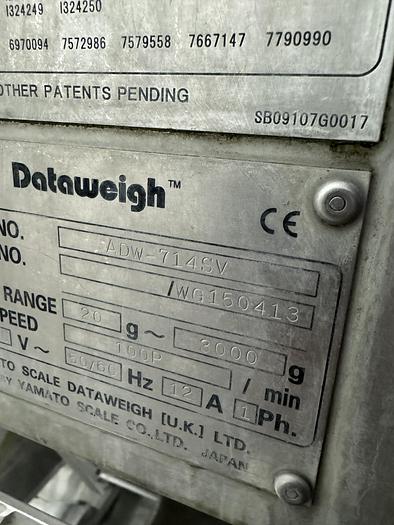 1324249 1324250
6970094 7572986 7579558 7667147 7790990
OTHER PATENTS PENDING
SB09107G0017
Dataweigh™
CE
NO. ADW-714SV
NO. /WG150413
RANGE 20 g~ 3000 g
PEED 100P / min
V~ 50/60 Hz 12 A 1 Ph.
TO SCALE DATAWEIGH [U.K.] LTD.
BY YAMATO SCALE CO., LTD. JAPAN